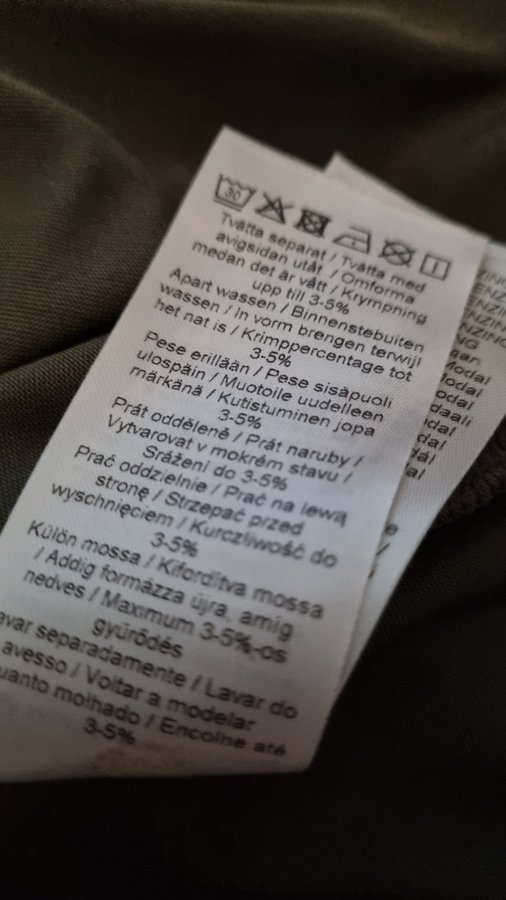 30
Tvätta separat / Tvätta med
avigsidan utåt / Omforma
medan det är vått / Krympning
upp till 3-5%
Apart wassen / Binnenstebuiten
wassen / In vorm brengen terwijl
het nat is / Krimppercentage tot
3-5%
Pese erillään / Pese sisäpuoli
ulospäin / Muotoile uudelleen
märkänä / Kutistuminen jopa
3-5%
Prát odděleně / Prát naruby /
Vytvarovat v mokrém stavu /
Srážení do 3-5%
Prać oddzielnie / Prać na lewą
stronę / Strzepać przed
wyschnięciem / Kurczliwość do
3-5%
Külön mossa / Kifordítva mossa
/ Addig formázza újra, amíg
nedves / Maximum 3-5%-os
gyűrődés
avar separadamente / Lavar do
avesso / Voltar a modelar
uanto molhado / Encolhe até
3-5%